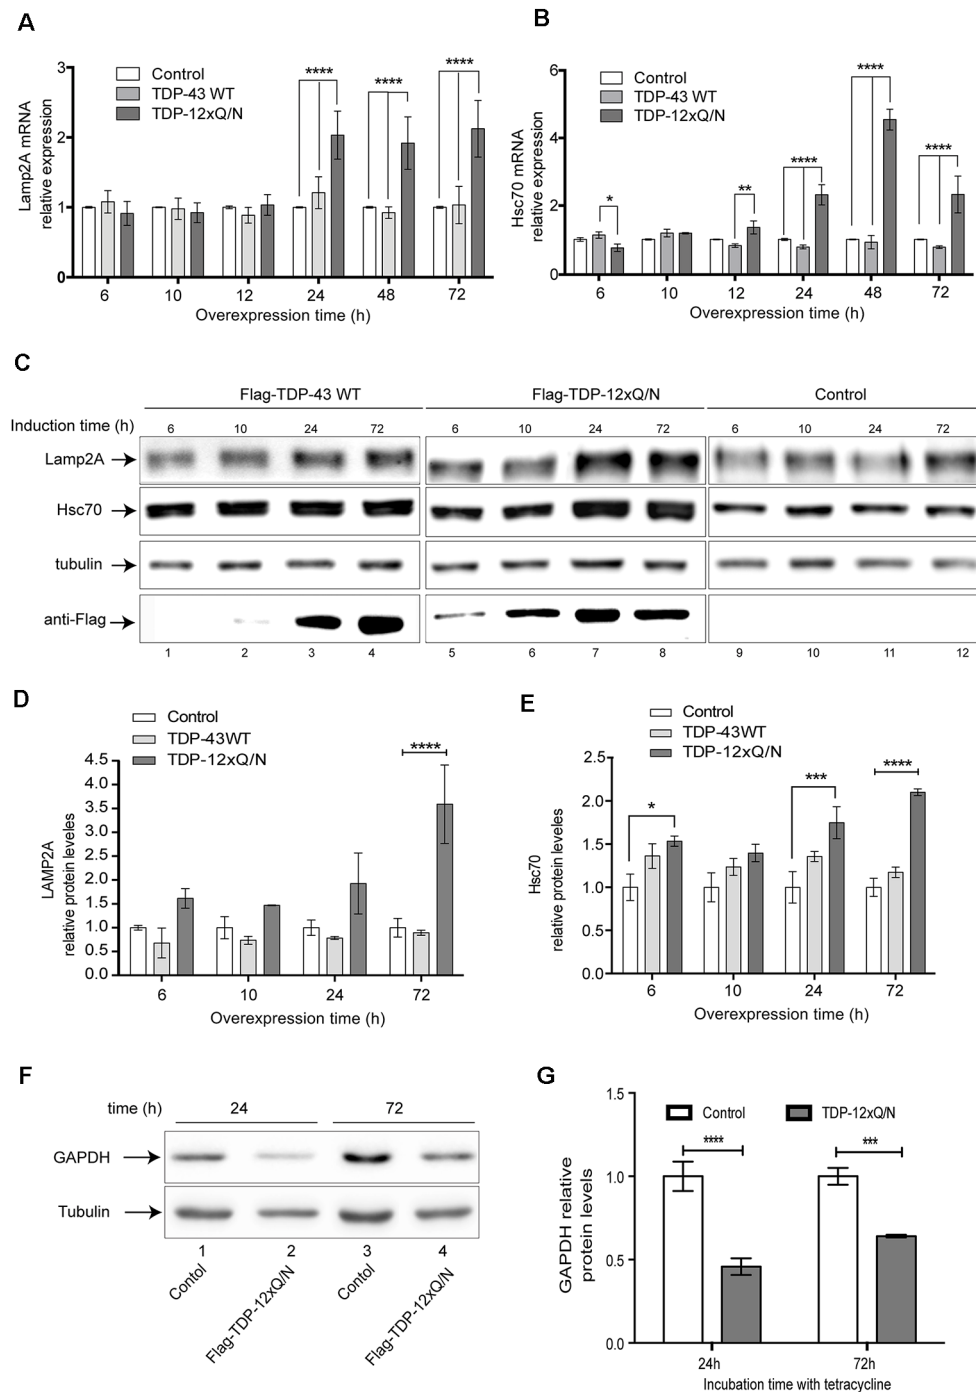 A
Lamp2A mRNA
relative expression
3
2
1
0
Control
TDP-43 WT
TDP-12xQ/N
**** **** ****
6 10 12 24 48 72
Overexpression time (h)
B
Hsc70 mRNA
relative expression
6
4
2
0
Control
TDP-43 WT
TDP-12xQ/N
* ** **** **** ****
6 10 12 24 48 72
Overexpression time (h)
C
Flag-TDP-43 WT Flag-TDP-12xQ/N Control
Induction time (h) 6 10 24 72 6 10 24 72 6 10 24 72
Lamp2A
Hsc70
tubulin
anti-Flag
1 2 3 4 5 6 7 8 9 10 11 12
D
Control
TDP-43WT
TDP-12xQ/N
LAMP2A
relative protein leveles
4.5
4.0
3.5
3.0
2.5
2.0
1.5
1.0
0.5
0.0
****
6 10 24 72
Overexpression time (h)
E
Control
TDP-43WT
TDP-12xQ/N
Hsc70
relative protein leveles
2.5
2.0
1.5
1.0
0.5
0.0
* *** ****
6 10 24 72
Overexpression time (h)
F
time (h) 24 72
GAPDH
Tubulin
1 2 3 4
Contol
Flag-TDP-12xQ/N
Control
Flag-TDP-12xQ/N
G
GAPDH relative
protein levels
1.5
1.0
0.5
0.0
Control TDP-12xQ/N
**** ***
24h 72h
Incubation time with tetracycline